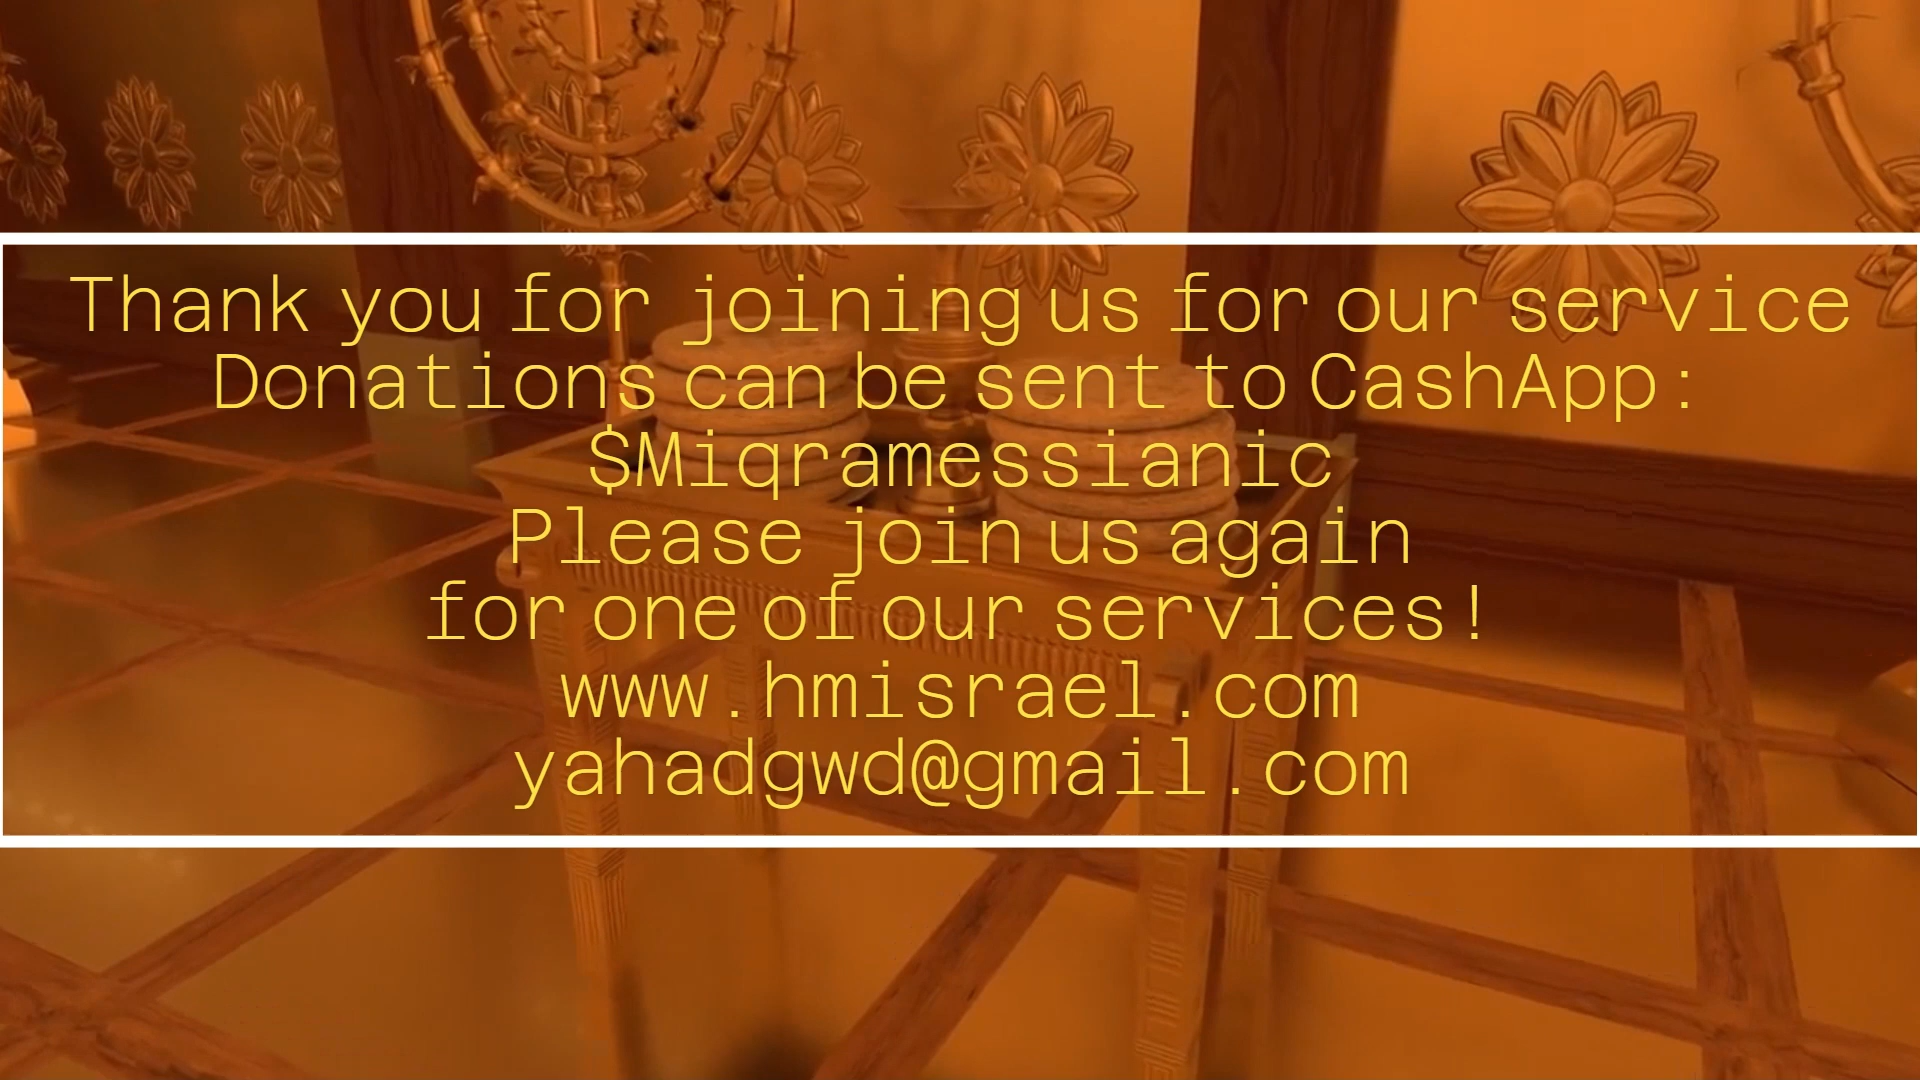 Thank you for joining us for our service
Donations can be sent to CashApp:
$Miqramessianic
Please join us again
for one of our services!
www.hmisrael.com
yahadgwd@gmail.com